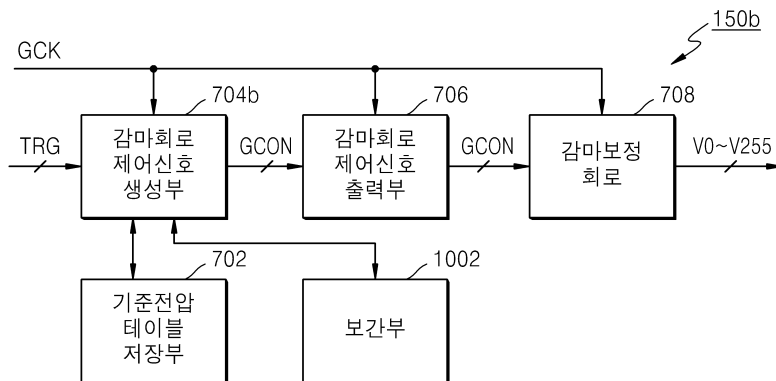 150b
GCK
704b
706
708
TRG
감마회로
제어신호
생성부
GCON
감마회로
제어신호
출력부
GCON
감마보정
회로
V0~V255
702
1002
기준전압
테이블
저장부
보간부